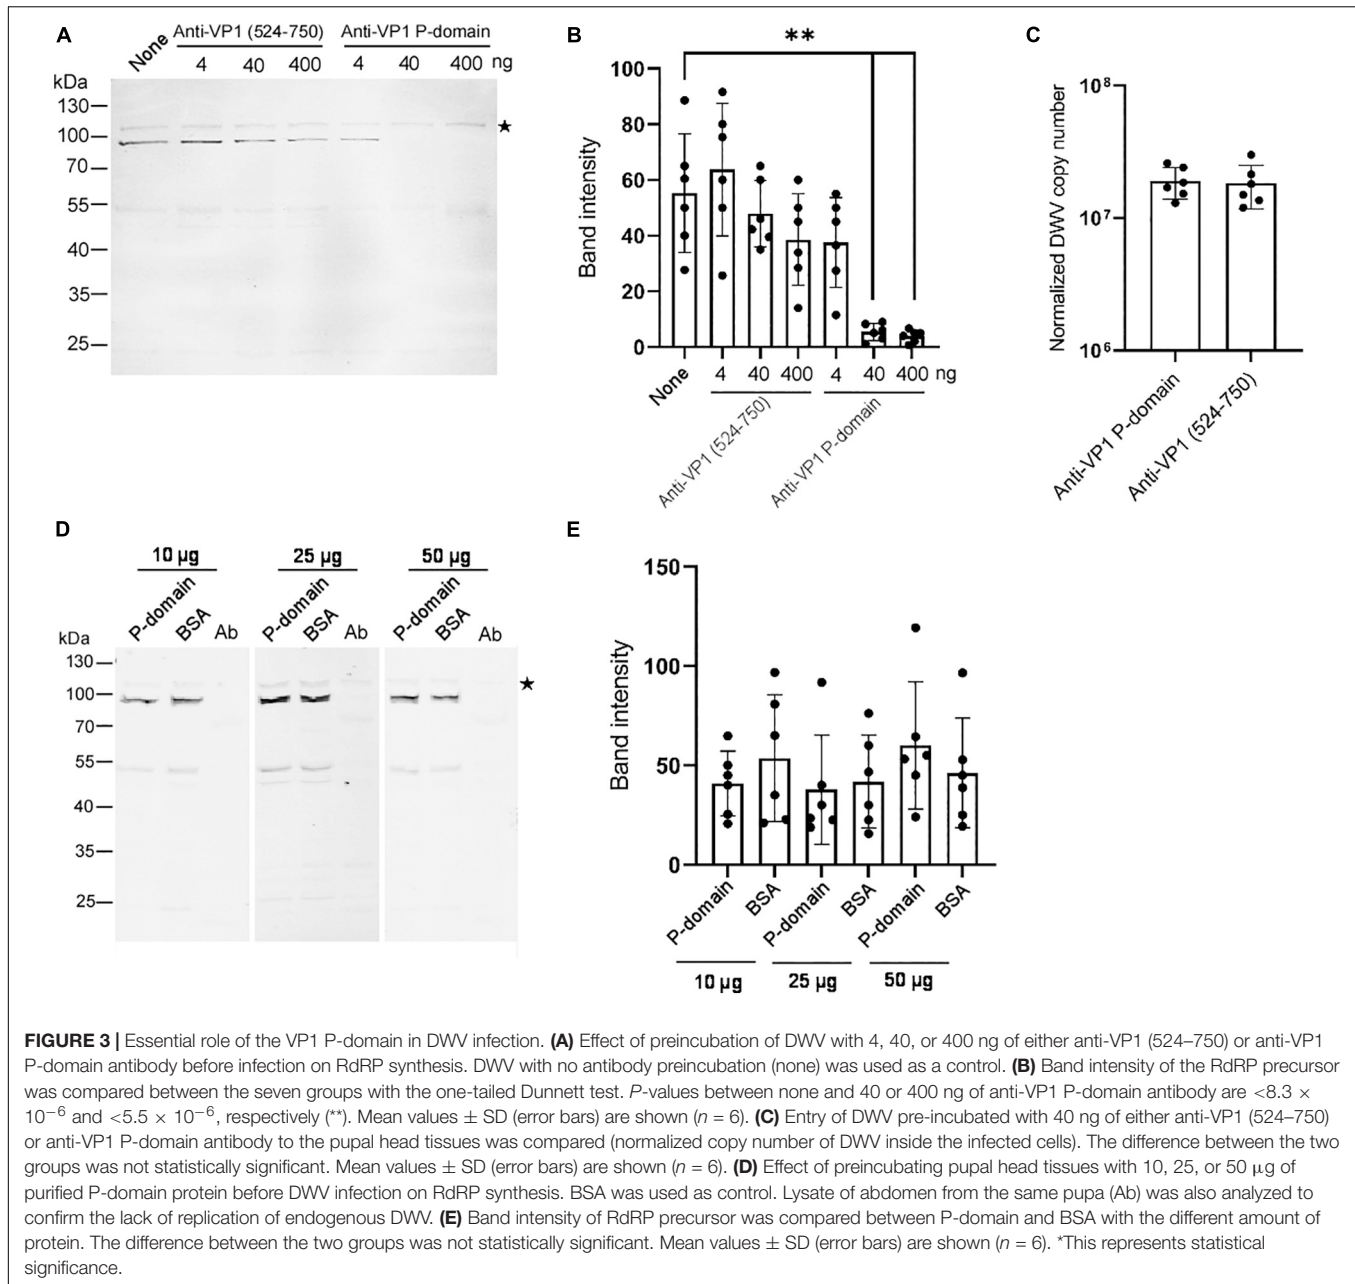 A
None
Anti-VP1 (524-750)
Anti-VP1 P-domain
4 40 400 4 40 400 ng
kDa
130
100
70
55
40
35
25
★
B
**
Band intensity
100
80
60
40
20
0
None
4 40 400 4 40 400 ng
Anti-VP1 (524-750)
Anti-VP1 P-domain
C
Normalized DWV copy number
10⁸
10⁷
10⁶
Anti-VP1 P-domain
Anti-VP1 (524-750)
D
10 µg 25 µg 50 µg
P-domain BSA Ab P-domain BSA Ab P-domain BSA Ab
kDa
130
100
70
55
40
35
25
★
E
Band intensity
150
100
50
0
P-domain BSA P-domain BSA P-domain BSA
10 µg 25 µg 50 µg
FIGURE 3 | Essential role of the VP1 P-domain in DWV infection. (A) Effect of preincubation of DWV with 4, 40, or 400 ng of either anti-VP1 (524–750) or anti-VP1
P-domain antibody before infection on RdRP synthesis. DWV with no antibody preincubation (none) was used as a control. (B) Band intensity of the RdRP precursor
was compared between the seven groups with the one-tailed Dunnett test. P-values between none and 40 or 400 ng of anti-VP1 P-domain antibody are <8.3 ×
10⁻⁶ and <5.5 × 10⁻⁶, respectively (**). Mean values ± SD (error bars) are shown (n = 6). (C) Entry of DWV pre-incubated with 40 ng of either anti-VP1 (524–750)
or anti-VP1 P-domain antibody to the pupal head tissues was compared (normalized copy number of DWV inside the infected cells). The difference between the two
groups was not statistically significant. Mean values ± SD (error bars) are shown (n = 6). (D) Effect of preincubating pupal head tissues with 10, 25, or 50 µg of
purified P-domain protein before DWV infection on RdRP synthesis. BSA was used as control. Lysate of abdomen from the same pupa (Ab) was also analyzed to
confirm the lack of replication of endogenous DWV. (E) Band intensity of RdRP precursor was compared between P-domain and BSA with the different amount of
protein. The difference between the two groups was not statistically significant. Mean values ± SD (error bars) are shown (n = 6). *This represents statistical
significance.